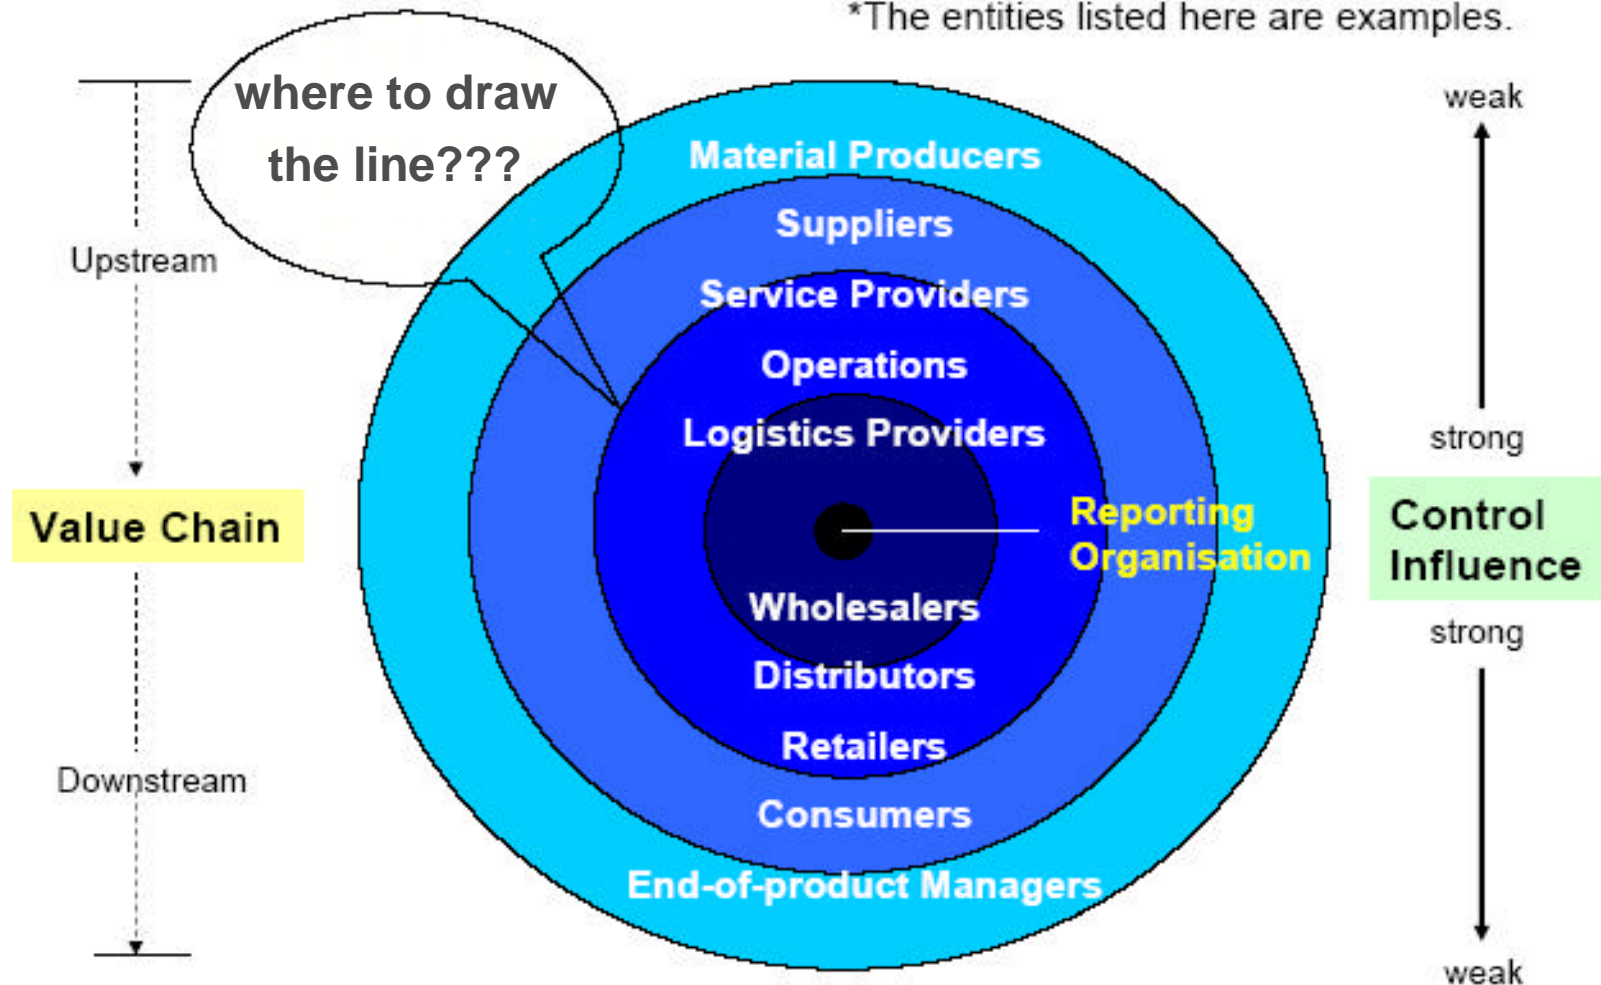 *The entities listed here are examples.
where to draw
the line???
weak
Material Producers
Suppliers
Upstream
Service Providers
Operations
Logistics Providers
strong
Value Chain
Reporting
Organisation
Control
Influence
Wholesalers
strong
Distributors
Retailers
Downstream
Consumers
End-of-product Managers
weak